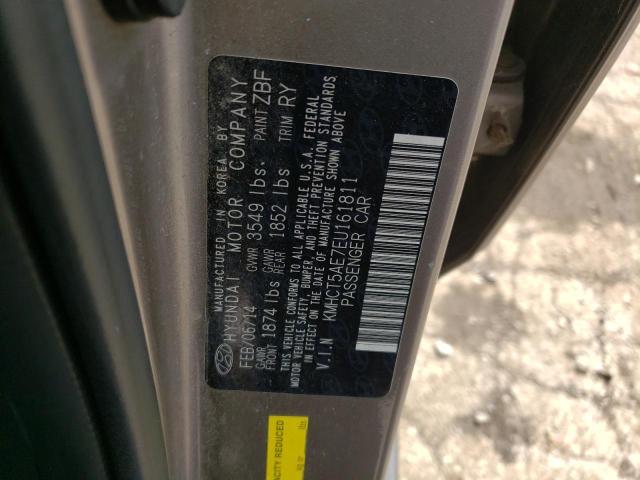 MANUFACTURED IN KOREA BY
HYUNDAI MOTOR COMPANY
FEB/06/14 GVWR 3549 lbs. PAINT ZBF
GAWR FRONT 1874 lbs GAWR REAR 1852 lbs TRIM RY
THIS VEHICLE CONFORMS TO ALL APPLICABLE U.S.A. FEDERAL
MOTOR VEHICLE SAFETY, BUMPER, AND THEFT PREVENTION STANDARDS
IN EFFECT ON THE DATE OF MANUFACTURE SHOWN ABOVE
V.I.N KMHCT5AE7EU161811
PASSENGER CAR
ACITY REDUCED